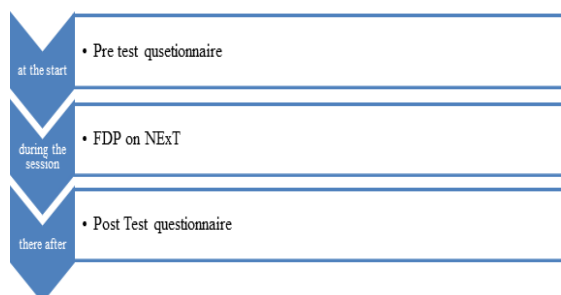 at the start
• Pre test qusetionnaire
during the
session
• FDP on NExT
there after
• Post Test questionnaire